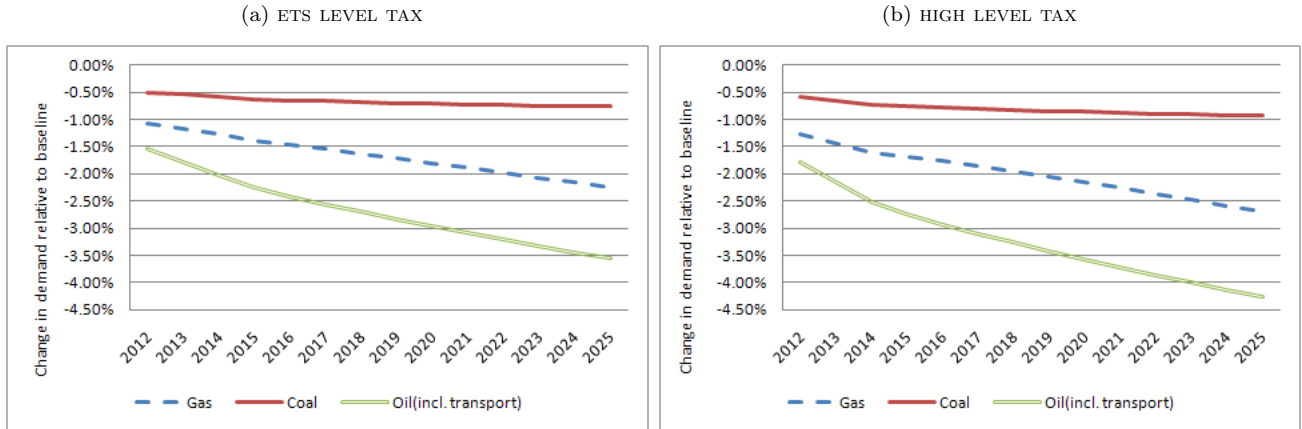 (a) ETS LEVEL TAX
0.00%
-0.50%
-1.00%
-1.50%
-2.00%
-2.50%
-3.00%
-3.50%
-4.00%
-4.50%
Change in demand relative to baseline
2012 2013 2014 2015 2016 2017 2018 2019 2020 2021 2022 2023 2024 2025
Gas Coal Oil(incl. transport)
(b) HIGH LEVEL TAX
0.00%
-0.50%
-1.00%
-1.50%
-2.00%
-2.50%
-3.00%
-3.50%
-4.00%
-4.50%
Change in demand relative to baseline
2012 2013 2014 2015 2016 2017 2018 2019 2020 2021 2022 2023 2024 2025
Gas Coal Oil(incl. transport)